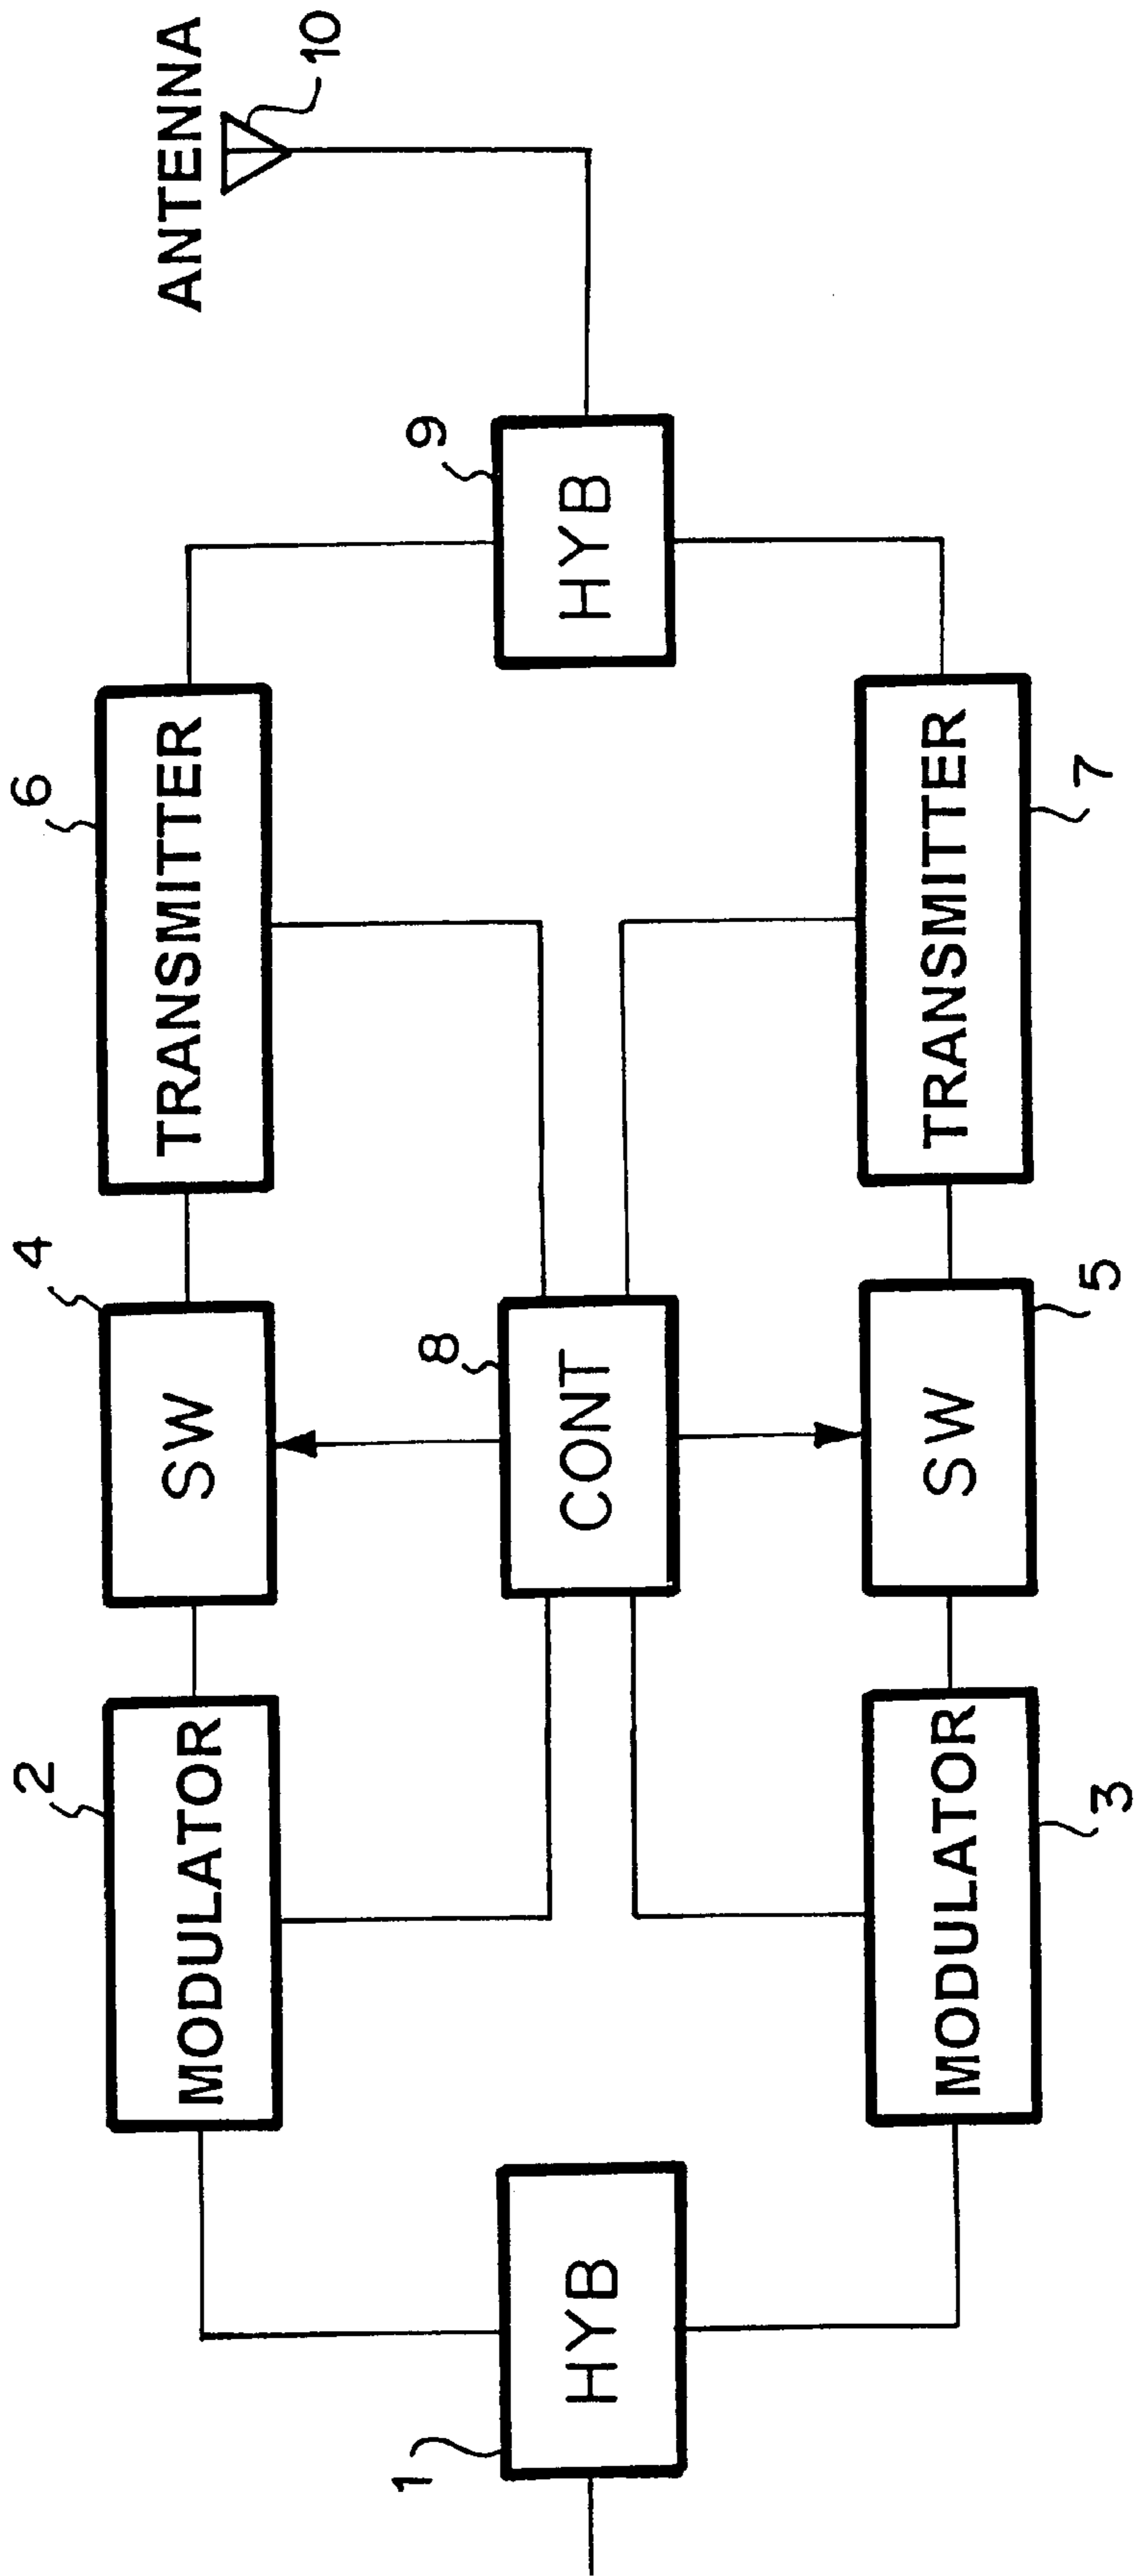 ANTENNA
10
6
TRANSMITTER
4
SW
2
MODULATOR
9
HYB
8
CONT
1
HYB
TRANSMITTER
7
SW
5
MODULATOR
3